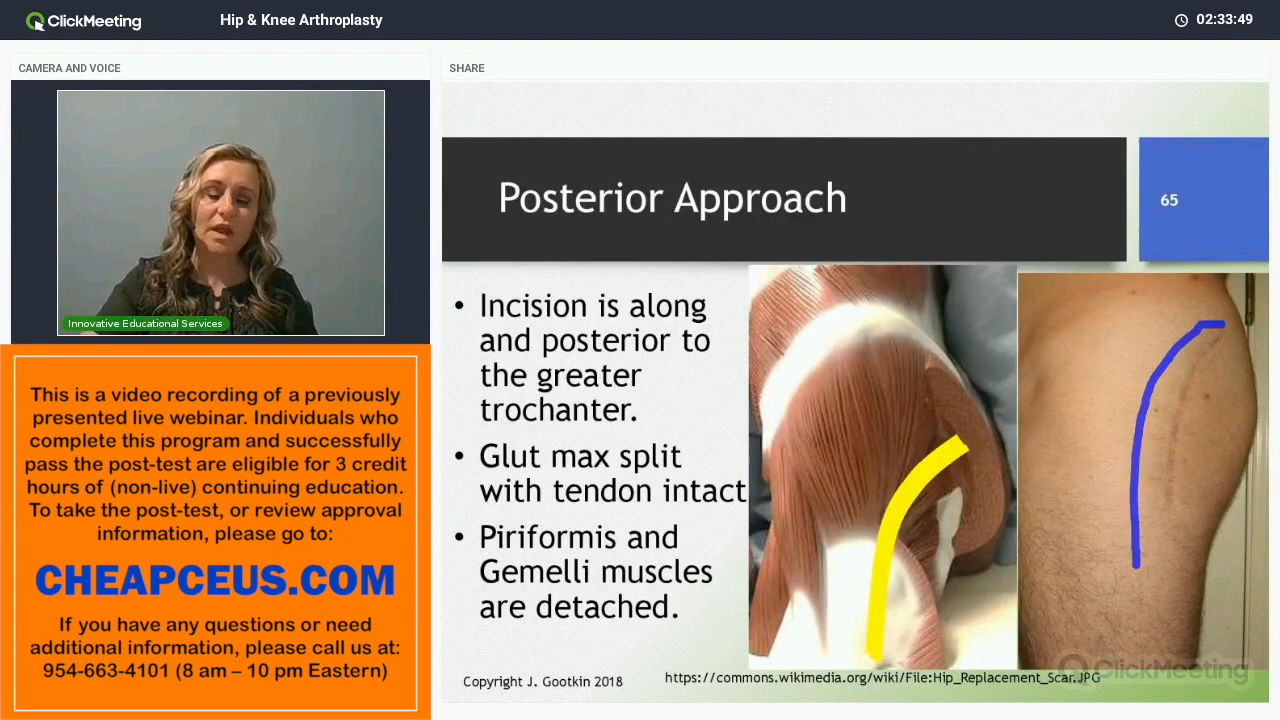 ClickMeeting
Hip & Knee Arthroplasty
02:33:49
CAMERA AND VOICE
SHARE
Innovative Educational Services
This is a video recording of a previously
presented live webinar. Individuals who
complete this program and successfully
pass the post-test are eligible for 3 credit
hours of (non-live) continuing education.
To take the post-test, or review approval
information, please go to:
CHEAPCEUS.COM
If you have any questions or need
additional information, please call us at:
954-663-4101 (8 am – 10 pm Eastern)
Posterior Approach
65
• Incision is along
and posterior to
the greater
trochanter.
• Glut max split
with tendon intact
• Piriformis and
Gemelli muscles
are detached.
Copyright J. Gootkin 2018
https://commons.wikimedia.org/wiki/File:Hip_Replacement_Scar.JPG
ClickMeeting